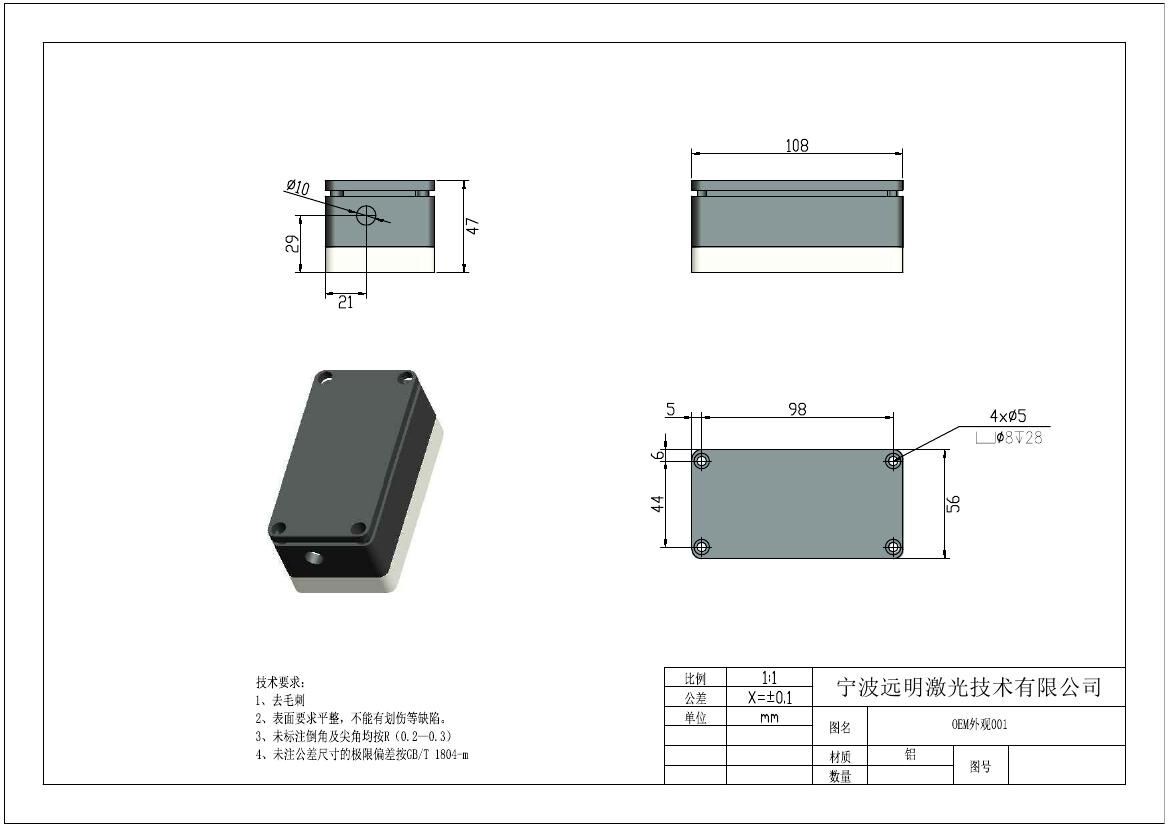 108
Ø10
29
47
21
5
98
4xØ5
⌴Ø8↧28
6
44
56
技术要求:
1、去毛刺
2、表面要求平整，不能有划伤等缺陷。
3、未标注倒角及尖角均按R（0.2—0.3）
4、未注公差尺寸的极限偏差按GB/T 1804-m
比例 1:1
公差 X=±0.1
单位 mm
宁波远明激光技术有限公司
图名 OEM外观001
材质 铝
数量
图号